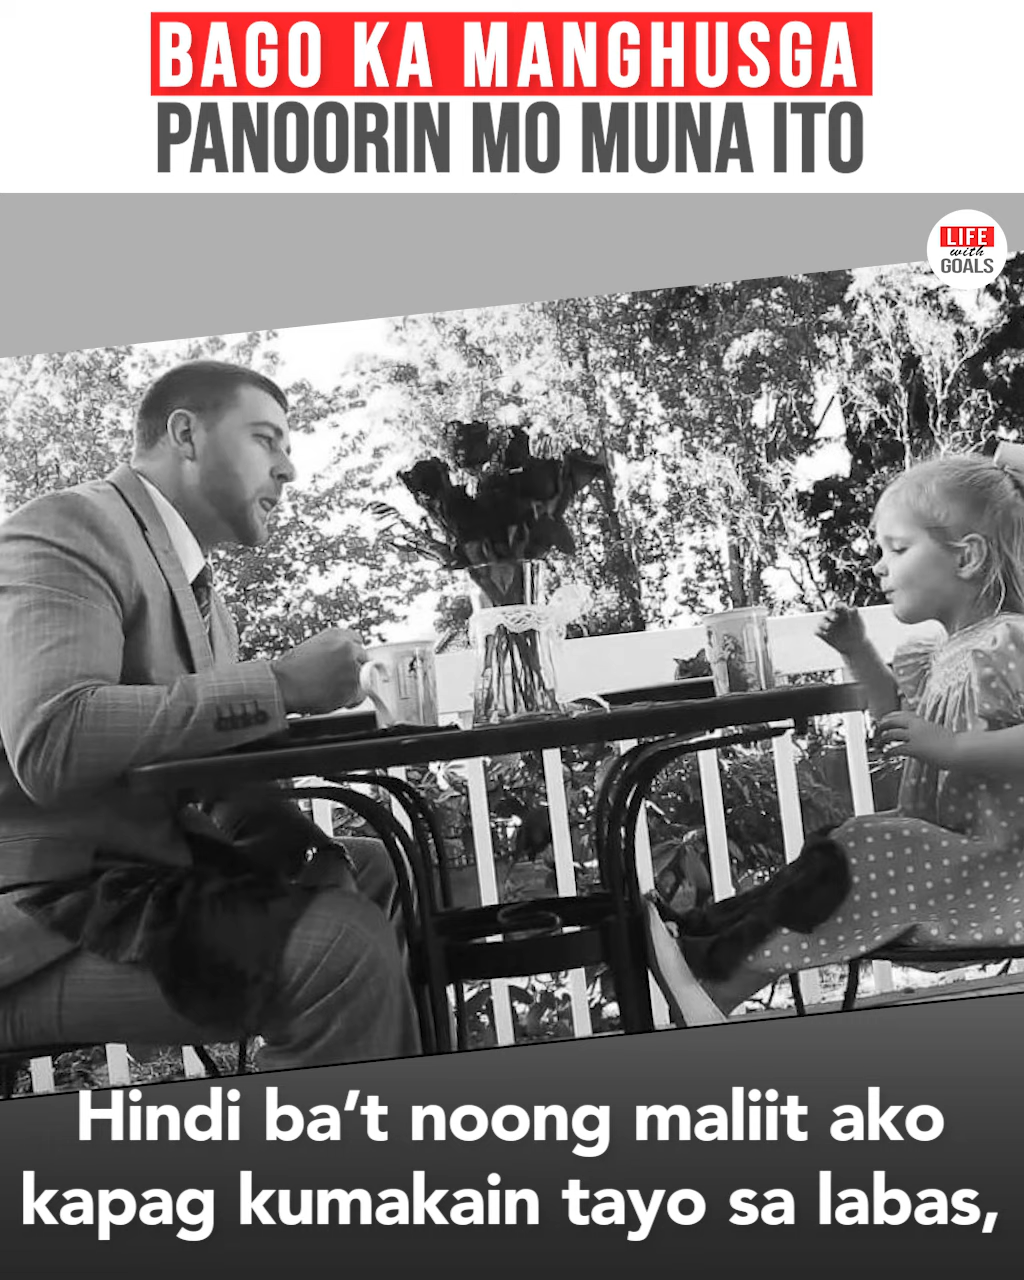 BAGO KA MANGHUSGA
PANOORIN MO MUNA ITO
LIFE
with
GOALS
Hindi ba’t noong maliit ako
kapag kumakain tayo sa labas,